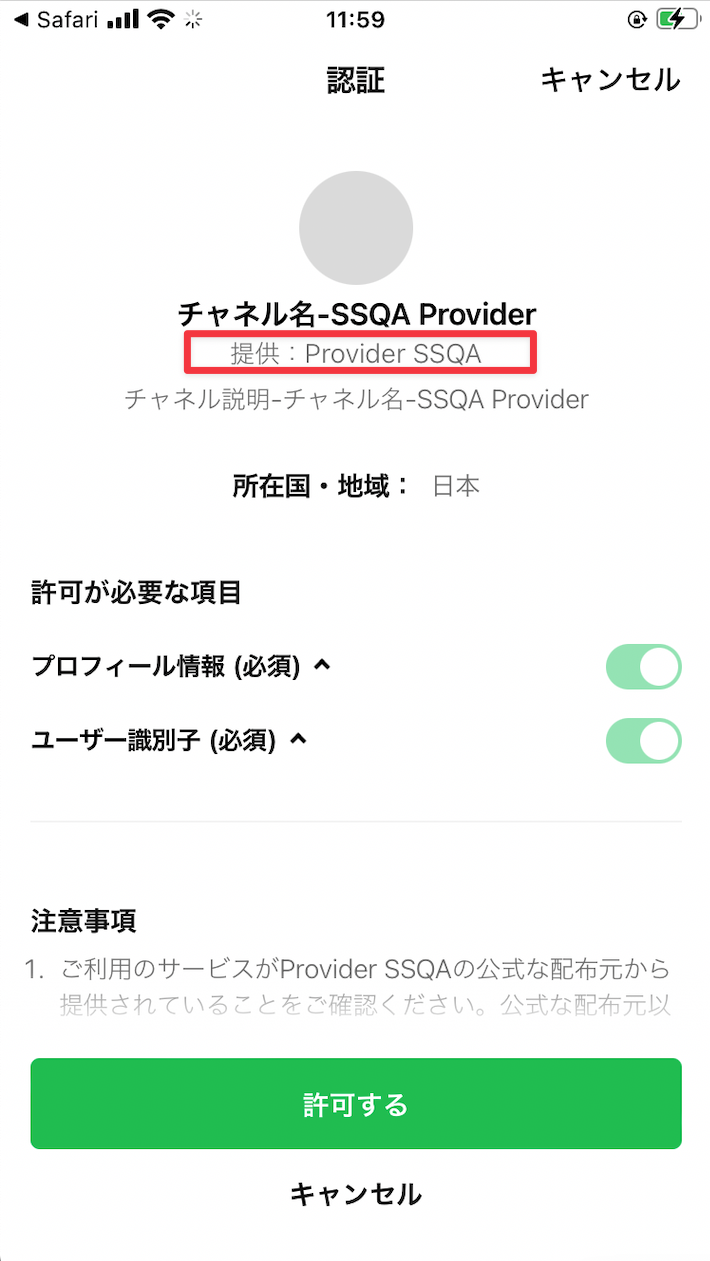 Safari
11:59
認証
キャンセル
チャネル名-SSQA Provider
提供：Provider SSQA
チャネル説明-チャネル名-SSQA Provider
所在国・地域： 日本
許可が必要な項目
プロフィール情報 (必須)
ユーザー識別子 (必須)
注意事項
1. ご利用のサービスがProvider SSQAの公式な配布元から
提供されていることをご確認ください。公式な配布元以
許可する
キャンセル